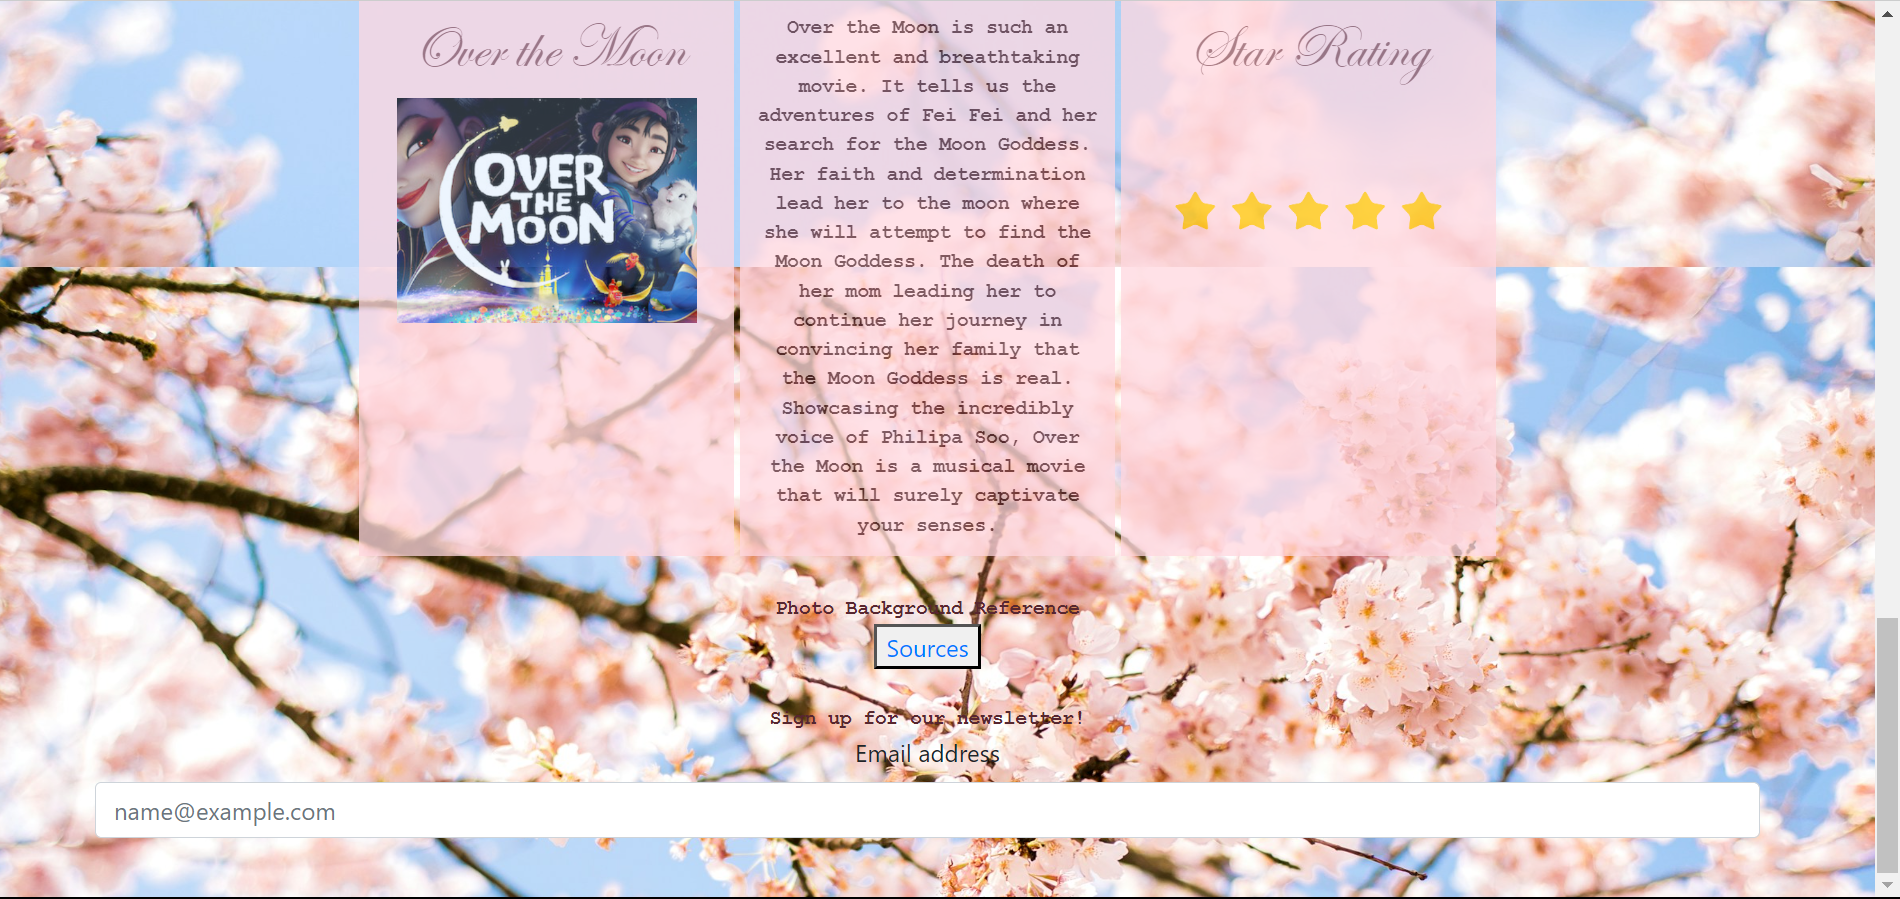 Over the Moon
OVER
THE
MOON
Over the Moon is such an
excellent and breathtaking
movie. It tells us the
adventures of Fei Fei and her
search for the Moon Goddess.
Her faith and determination
lead her to the moon where
she will attempt to find the
Moon Goddess. The death of
her mom leading her to
continue her journey in
convincing her family that
the Moon Goddess is real.
Showcasing the incredibly
voice of Philipa Soo, Over
the Moon is a musical movie
that will surely captivate
your senses.
Star Rating
Photo Background Reference
Sources
Sign up for our newsletter!
Email address
name@example.com